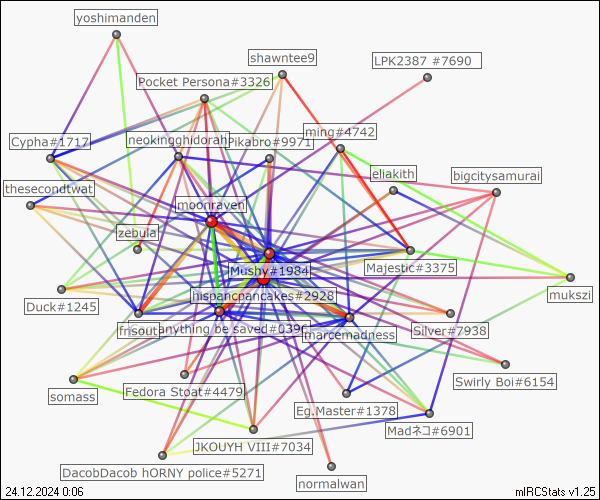 yoshimanden
shawntee9
LPK2387 #7690
Pocket Persona#3326
ming#4742
Cypha#1717
neokingghidorah
Pikabro#9971
eliakith
bigcitysamurai
thesecondtwat
moonraven
zebula
Mushy#1984
Majestic#3375
hispancpancakes#2928
mukszi
Duck#1245
frisout
anything be saved#0396
marcemadness
Silver#7938
Swirly Boi#6154
somass
Fedora Stoat#4479
Eg.Master#1378
Madネコ#6901
JKOUYH VIII#7034
DacobDacob hORNY police#5271
normalwan
24.12.2024 0:06
mIRCStats v1.25